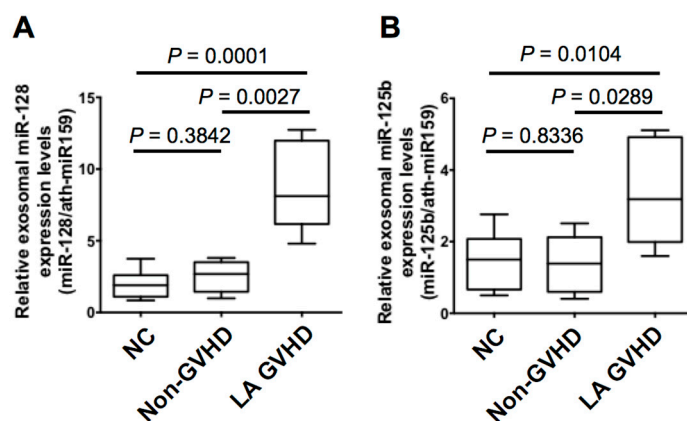 A
P = 0.0001
P = 0.0027
P = 0.3842
Relative exosomal miR-128
expression levels
(miR-128/ath-miR159)
15
10
5
0
NC
Non-GVHD
LA GVHD
B
P = 0.0104
P = 0.0289
P = 0.8336
Relative exosomal miR-125b
expression levels
(miR-125b/ath-miR159)
6
4
2
0
NC
Non-GVHD
LA GVHD